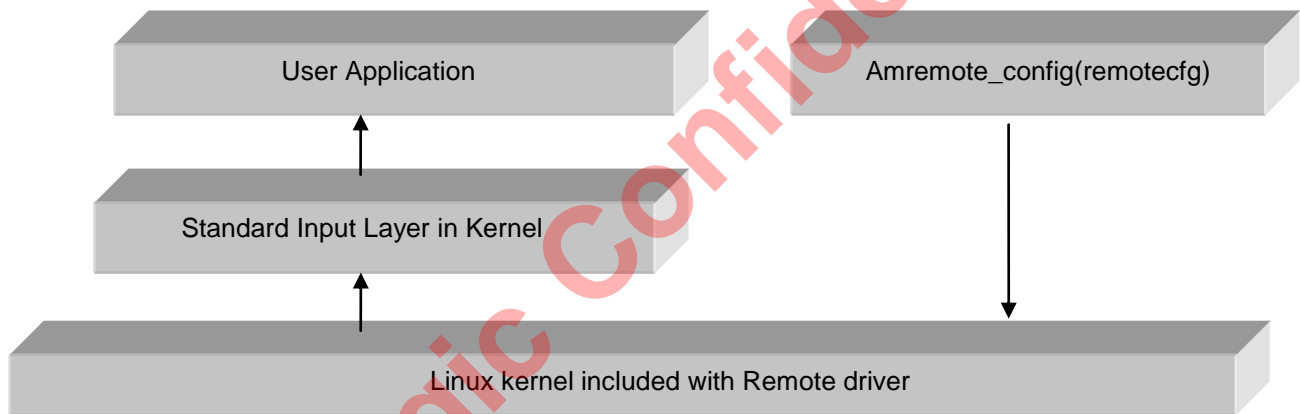 User Application
Amremote_config(remotecfg)
Standard Input Layer in Kernel
Linux kernel included with Remote driver